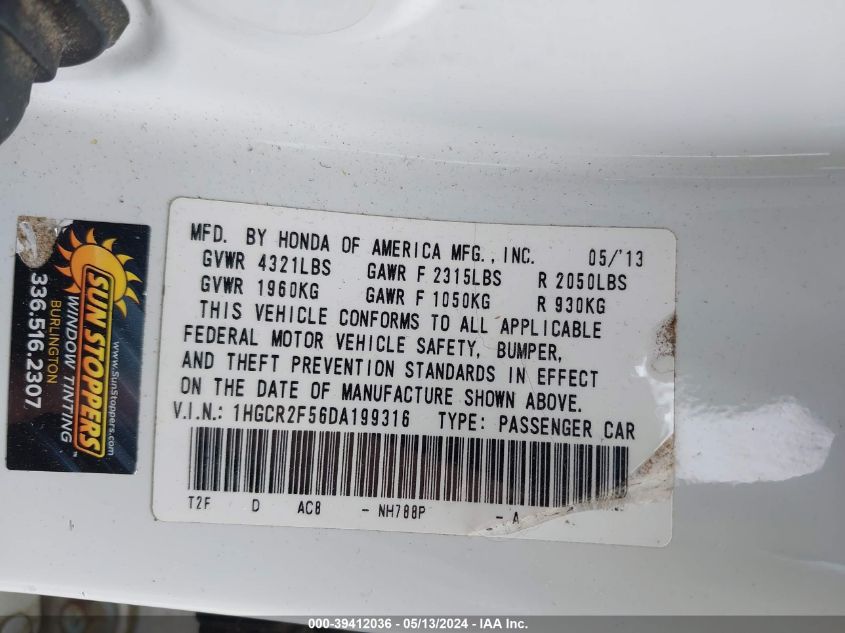 MFD. BY HONDA OF AMERICA MFG., INC. 05/'13
GVWR 4321LBS GAWR F 2315LBS R 2050LBS
GVWR 1960KG GAWR F 1050KG R 930KG
THIS VEHICLE CONFORMS TO ALL APPLICABLE
FEDERAL MOTOR VEHICLE SAFETY, BUMPER,
AND THEFT PREVENTION STANDARDS IN EFFECT
ON THE DATE OF MANUFACTURE SHOWN ABOVE.
V.I.N.: 1HGCR2F56DA199316 TYPE: PASSENGER CAR
T2F D AC8 - NH788P - A
www.SunStoppers.com
SUN STOPPERS
WINDOW TINTING
BURLINGTON
336.516.2307
000-39412036 - 05/13/2024 - IAA Inc.